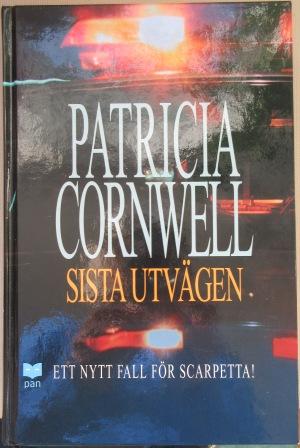 PATRICIA
CORNWELL
SISTA UTVÄGEN
pan
ETT NYTT FALL FÖR SCARPETTA!